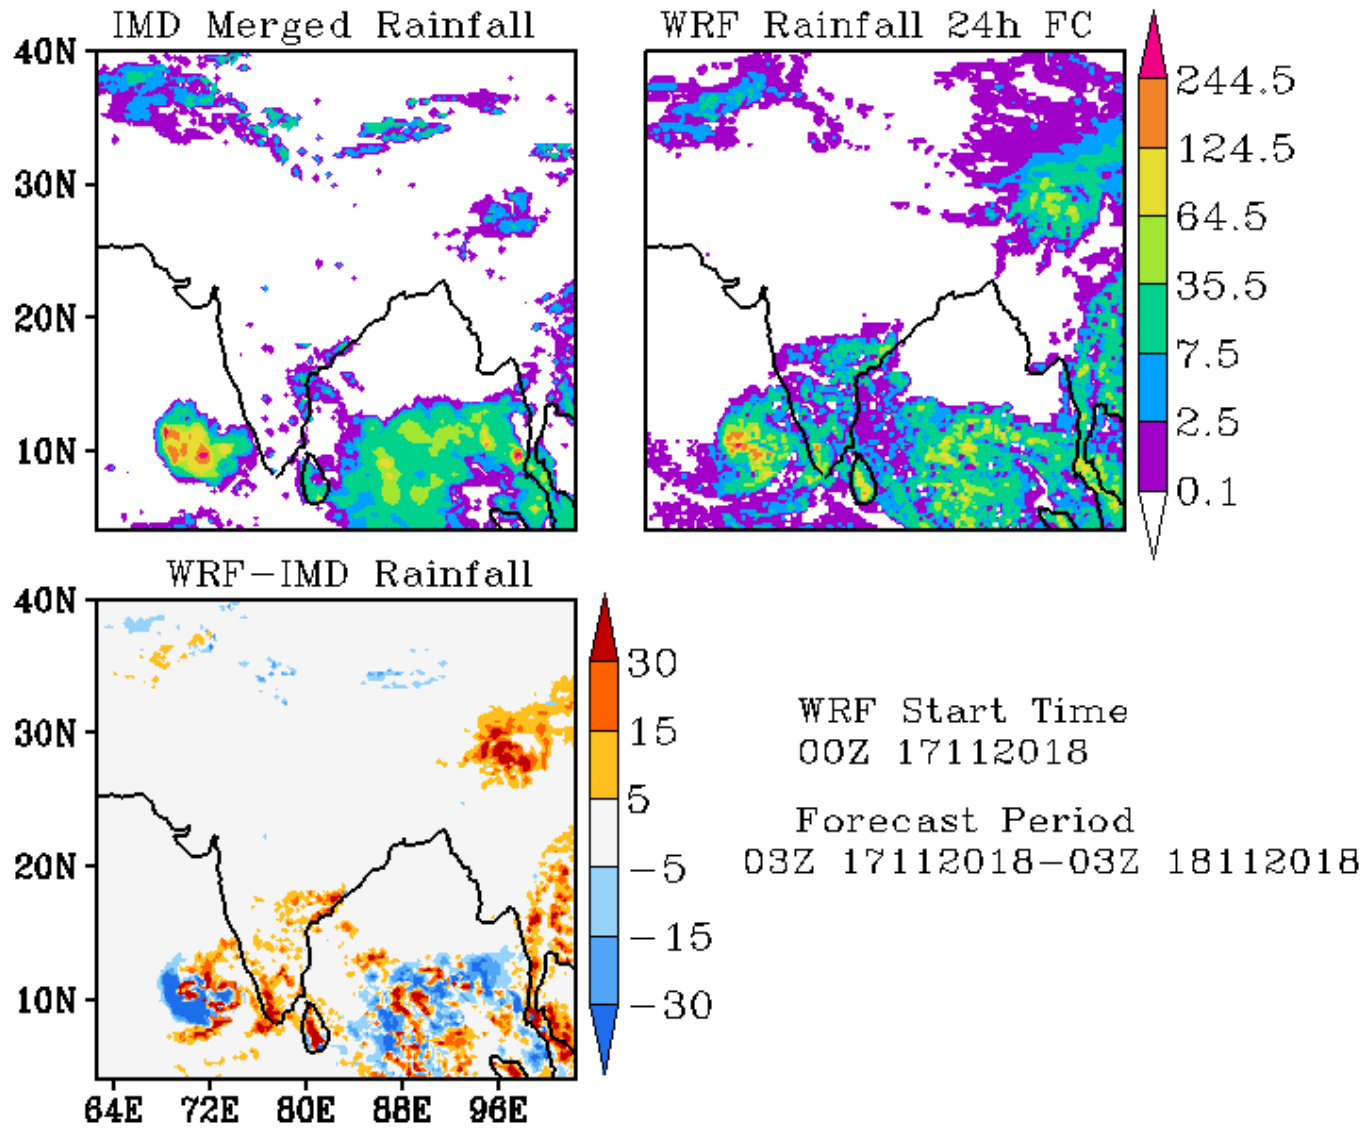 IMD Merged Rainfall
WRF Rainfall 24h FC
40N
30N
20N
10N
244.5
124.5
64.5
35.5
7.5
2.5
0.1
WRF-IMD Rainfall
40N
30N
20N
10N
64E 72E 80E 88E 96E
30
15
5
-5
-15
-30
WRF Start Time
00Z 17112018
Forecast Period
03Z 17112018-03Z 18112018